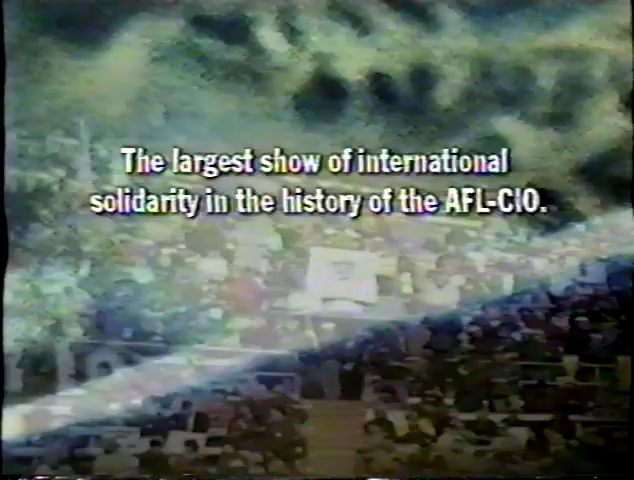 The largest show of international
solidarity in the history of the AFL-CIO.